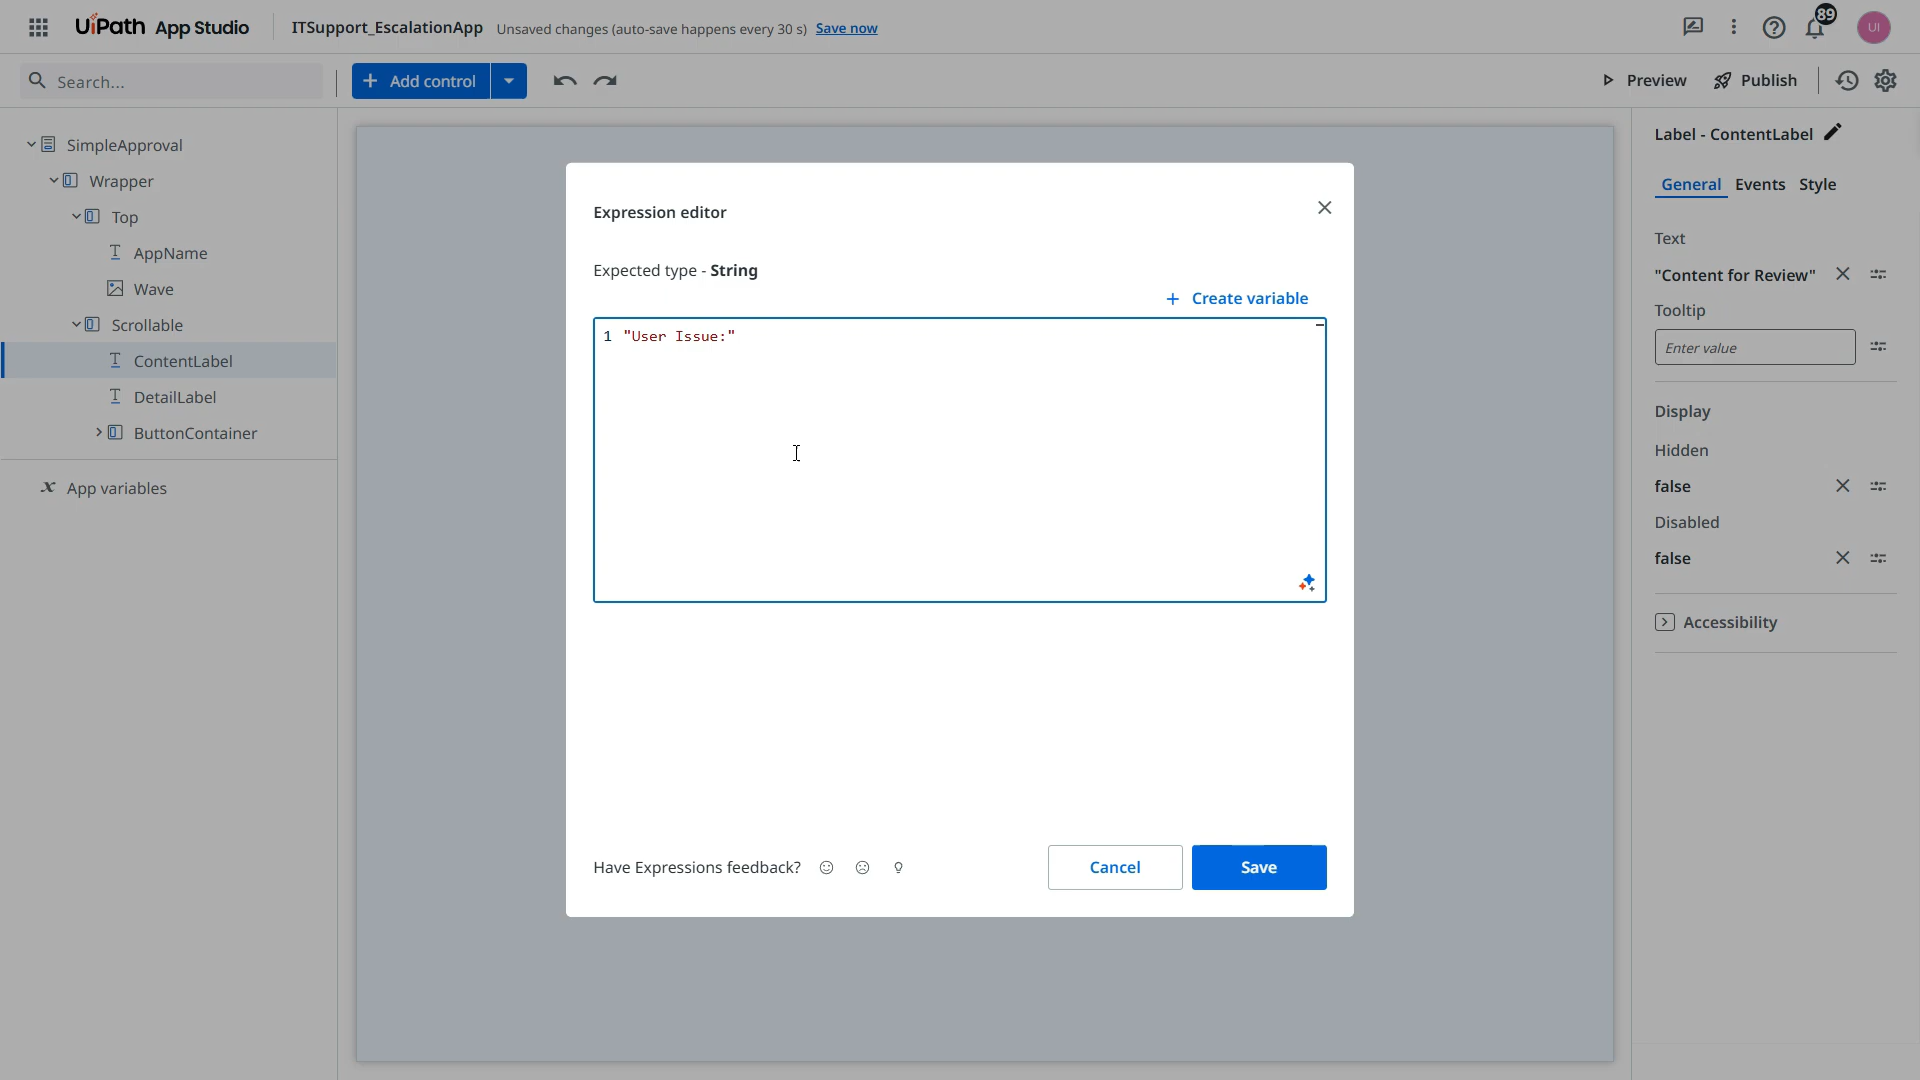 UiPath App Studio
ITSupport_EscalationApp
Unsaved changes (auto-save happens every 30 s)
Save now
89
UI
Search...
Add control
Preview
Publish
SimpleApproval
Wrapper
Top
AppName
Wave
Scrollable
ContentLabel
DetailLabel
ButtonContainer
App variables
Expression editor
Expected type - String
Create variable
1 "User Issue:"
Have Expressions feedback?
Cancel
Save
Label - ContentLabel
General Events Style
Text
"Content for Review"
Tooltip
Enter value
Display
Hidden
false
Disabled
false
Accessibility